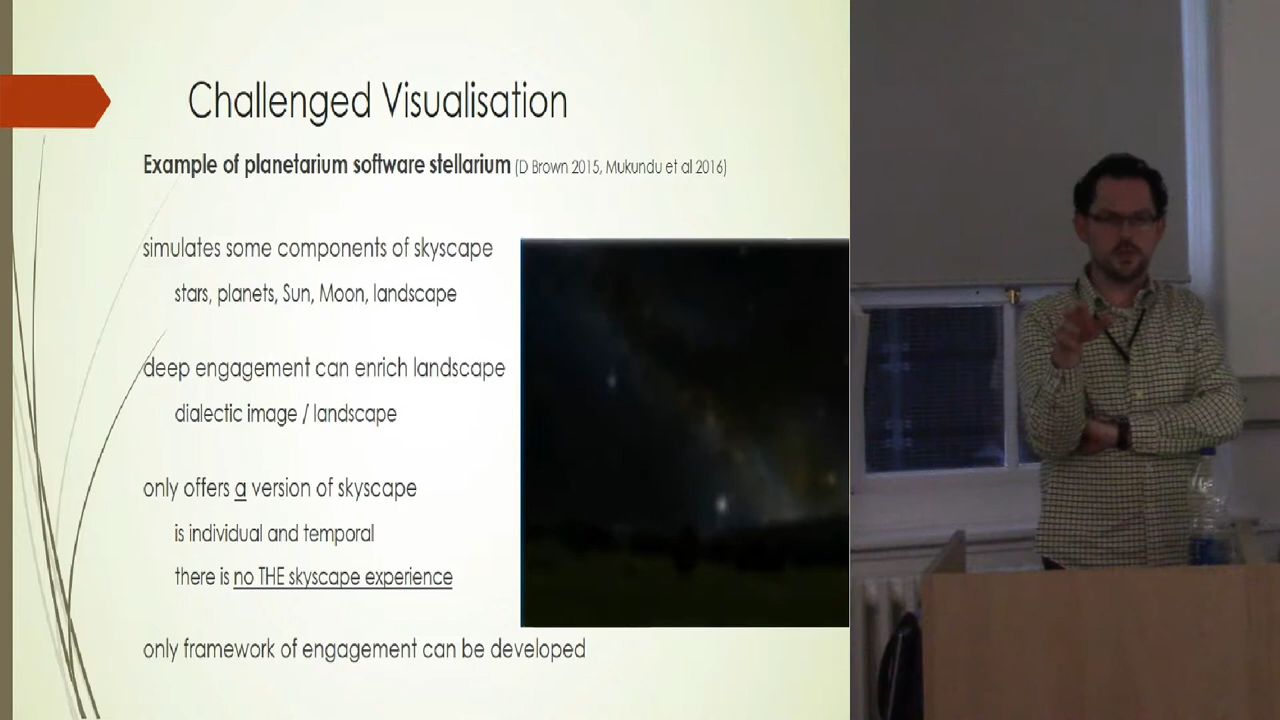 Challenged Visualisation
Example of planetarium software stellarium (D Brown 2015, Mukundu et al 2016)
simulates some components of skyscape
stars, planets, Sun, Moon, landscape
deep engagement can enrich landscape
dialectic image / landscape
only offers a version of skyscape
is individual and temporal
there is no THE skyscape experience
only framework of engagement can be developed